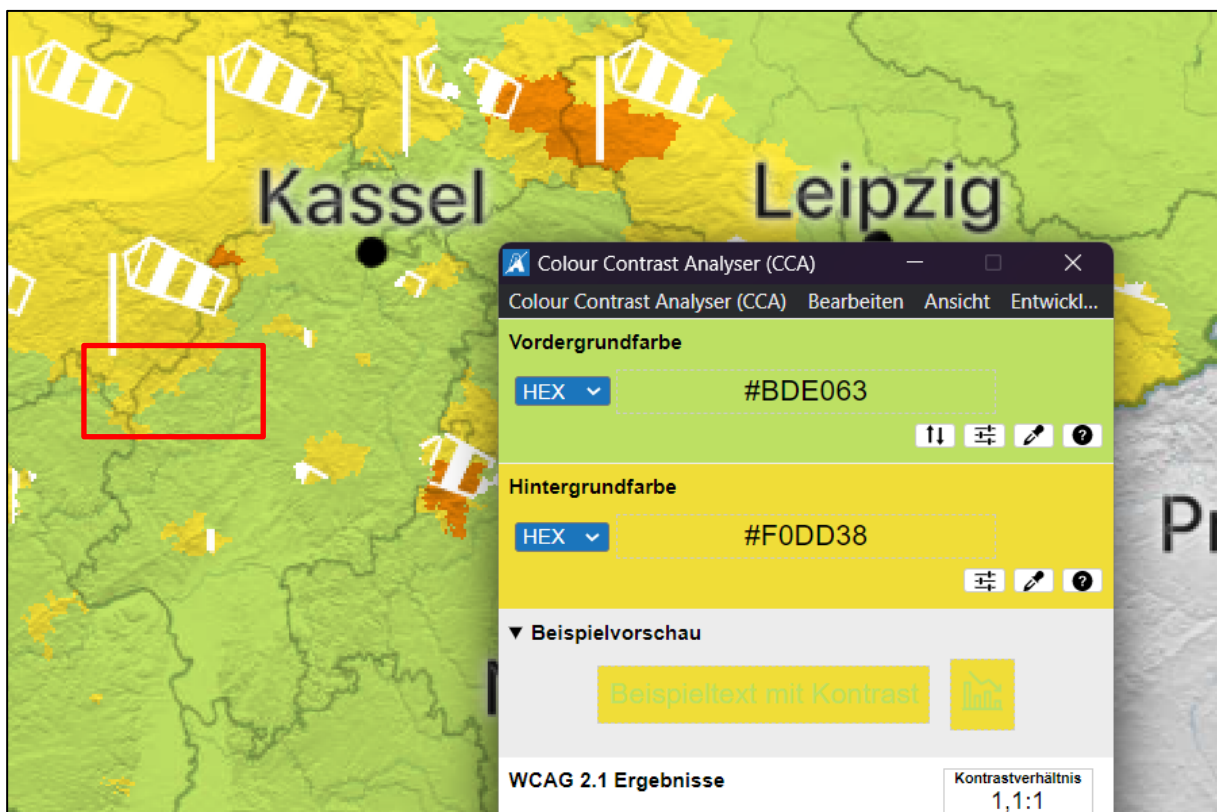 Kassel
Leipzig
Colour Contrast Analyser (CCA)
Colour Contrast Analyser (CCA) Bearbeiten Ansicht Entwickl...
Vordergrundfarbe
HEX #BDE063
Hintergrundfarbe
HEX #F0DD38
▼ Beispielvorschau
Beispieltext mit Kontrast
WCAG 2.1 Ergebnisse
Kontrastverhältnis
1,1:1